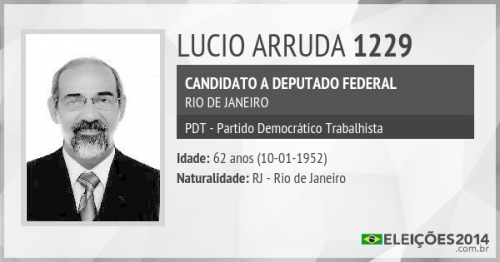 LUCIO ARRUDA 1229
CANDIDATO A DEPUTADO FEDERAL
RIO DE JANEIRO
PDT - Partido Democrático Trabalhista
Idade: 62 anos (10-01-1952)
Naturalidade: RJ - Rio de Janeiro
ELEIÇÕES2014
.com.br